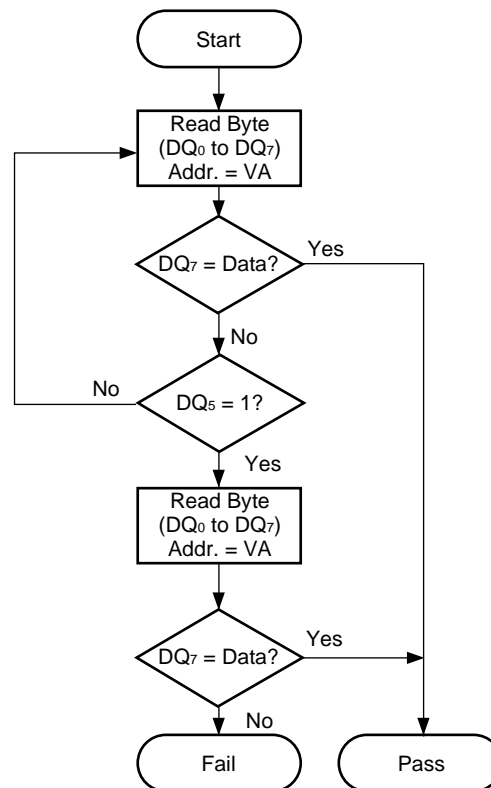 Start
Read Byte
(DQ0 to DQ7)
Addr. = VA
DQ7 = Data?
Yes
No
DQ5 = 1?
No
Yes
Read Byte
(DQ0 to DQ7)
Addr. = VA
DQ7 = Data?
Yes
No
Fail
Pass